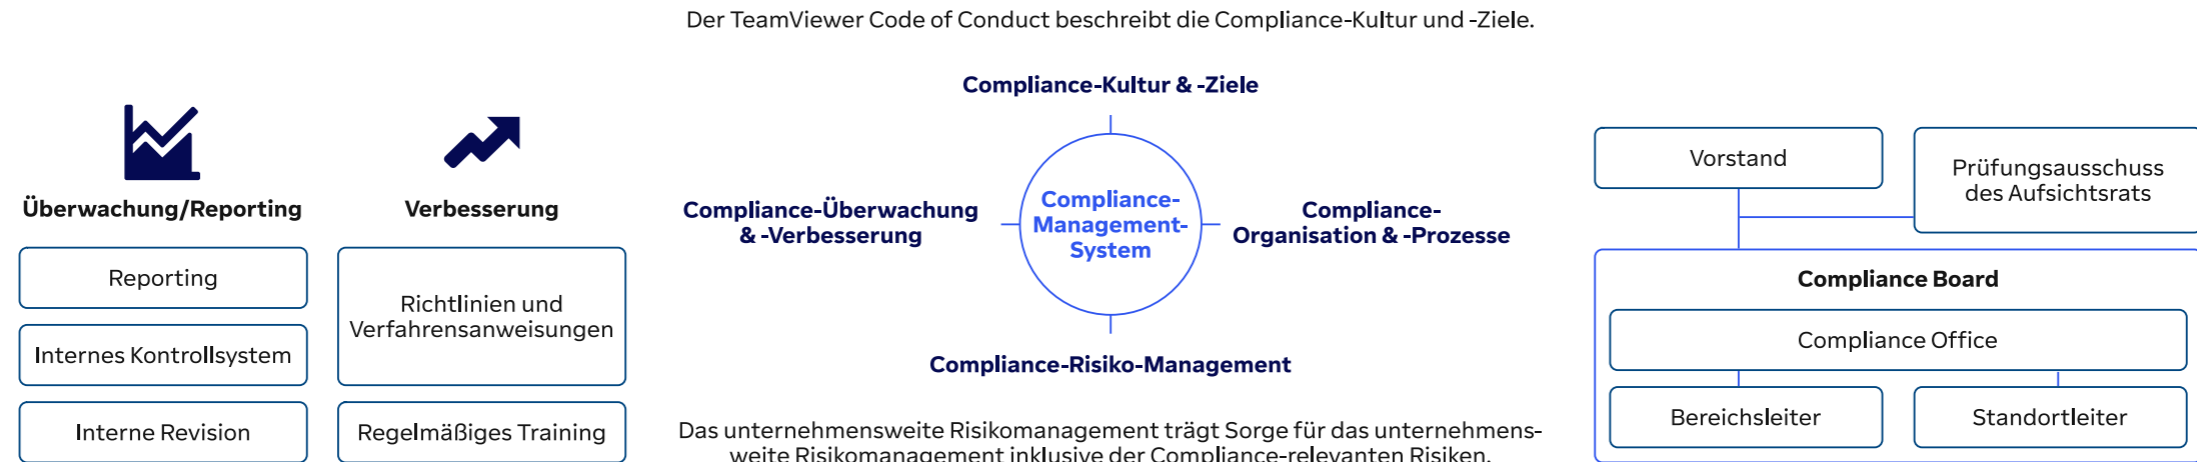 Der TeamViewer Code of Conduct beschreibt die Compliance-Kultur und -Ziele.
Überwachung/Reporting
Reporting
Internes Kontrollsystem
Interne Revision
Verbesserung
Richtlinien und
Verfahrensanweisungen
Regelmäßiges Training
Compliance-Kultur & -Ziele
Compliance-Überwachung
& -Verbesserung
Compliance-
Management-
System
Compliance-
Organisation & -Prozesse
Compliance-Risiko-Management
Das unternehmensweite Risikomanagement trägt Sorge für das unternehmens-
weite Risikomanagement inklusive der Compliance-relevanten Risiken.
Vorstand
Prüfungsausschuss
des Aufsichtsrats
Compliance Board
Compliance Office
Bereichsleiter
Standortleiter